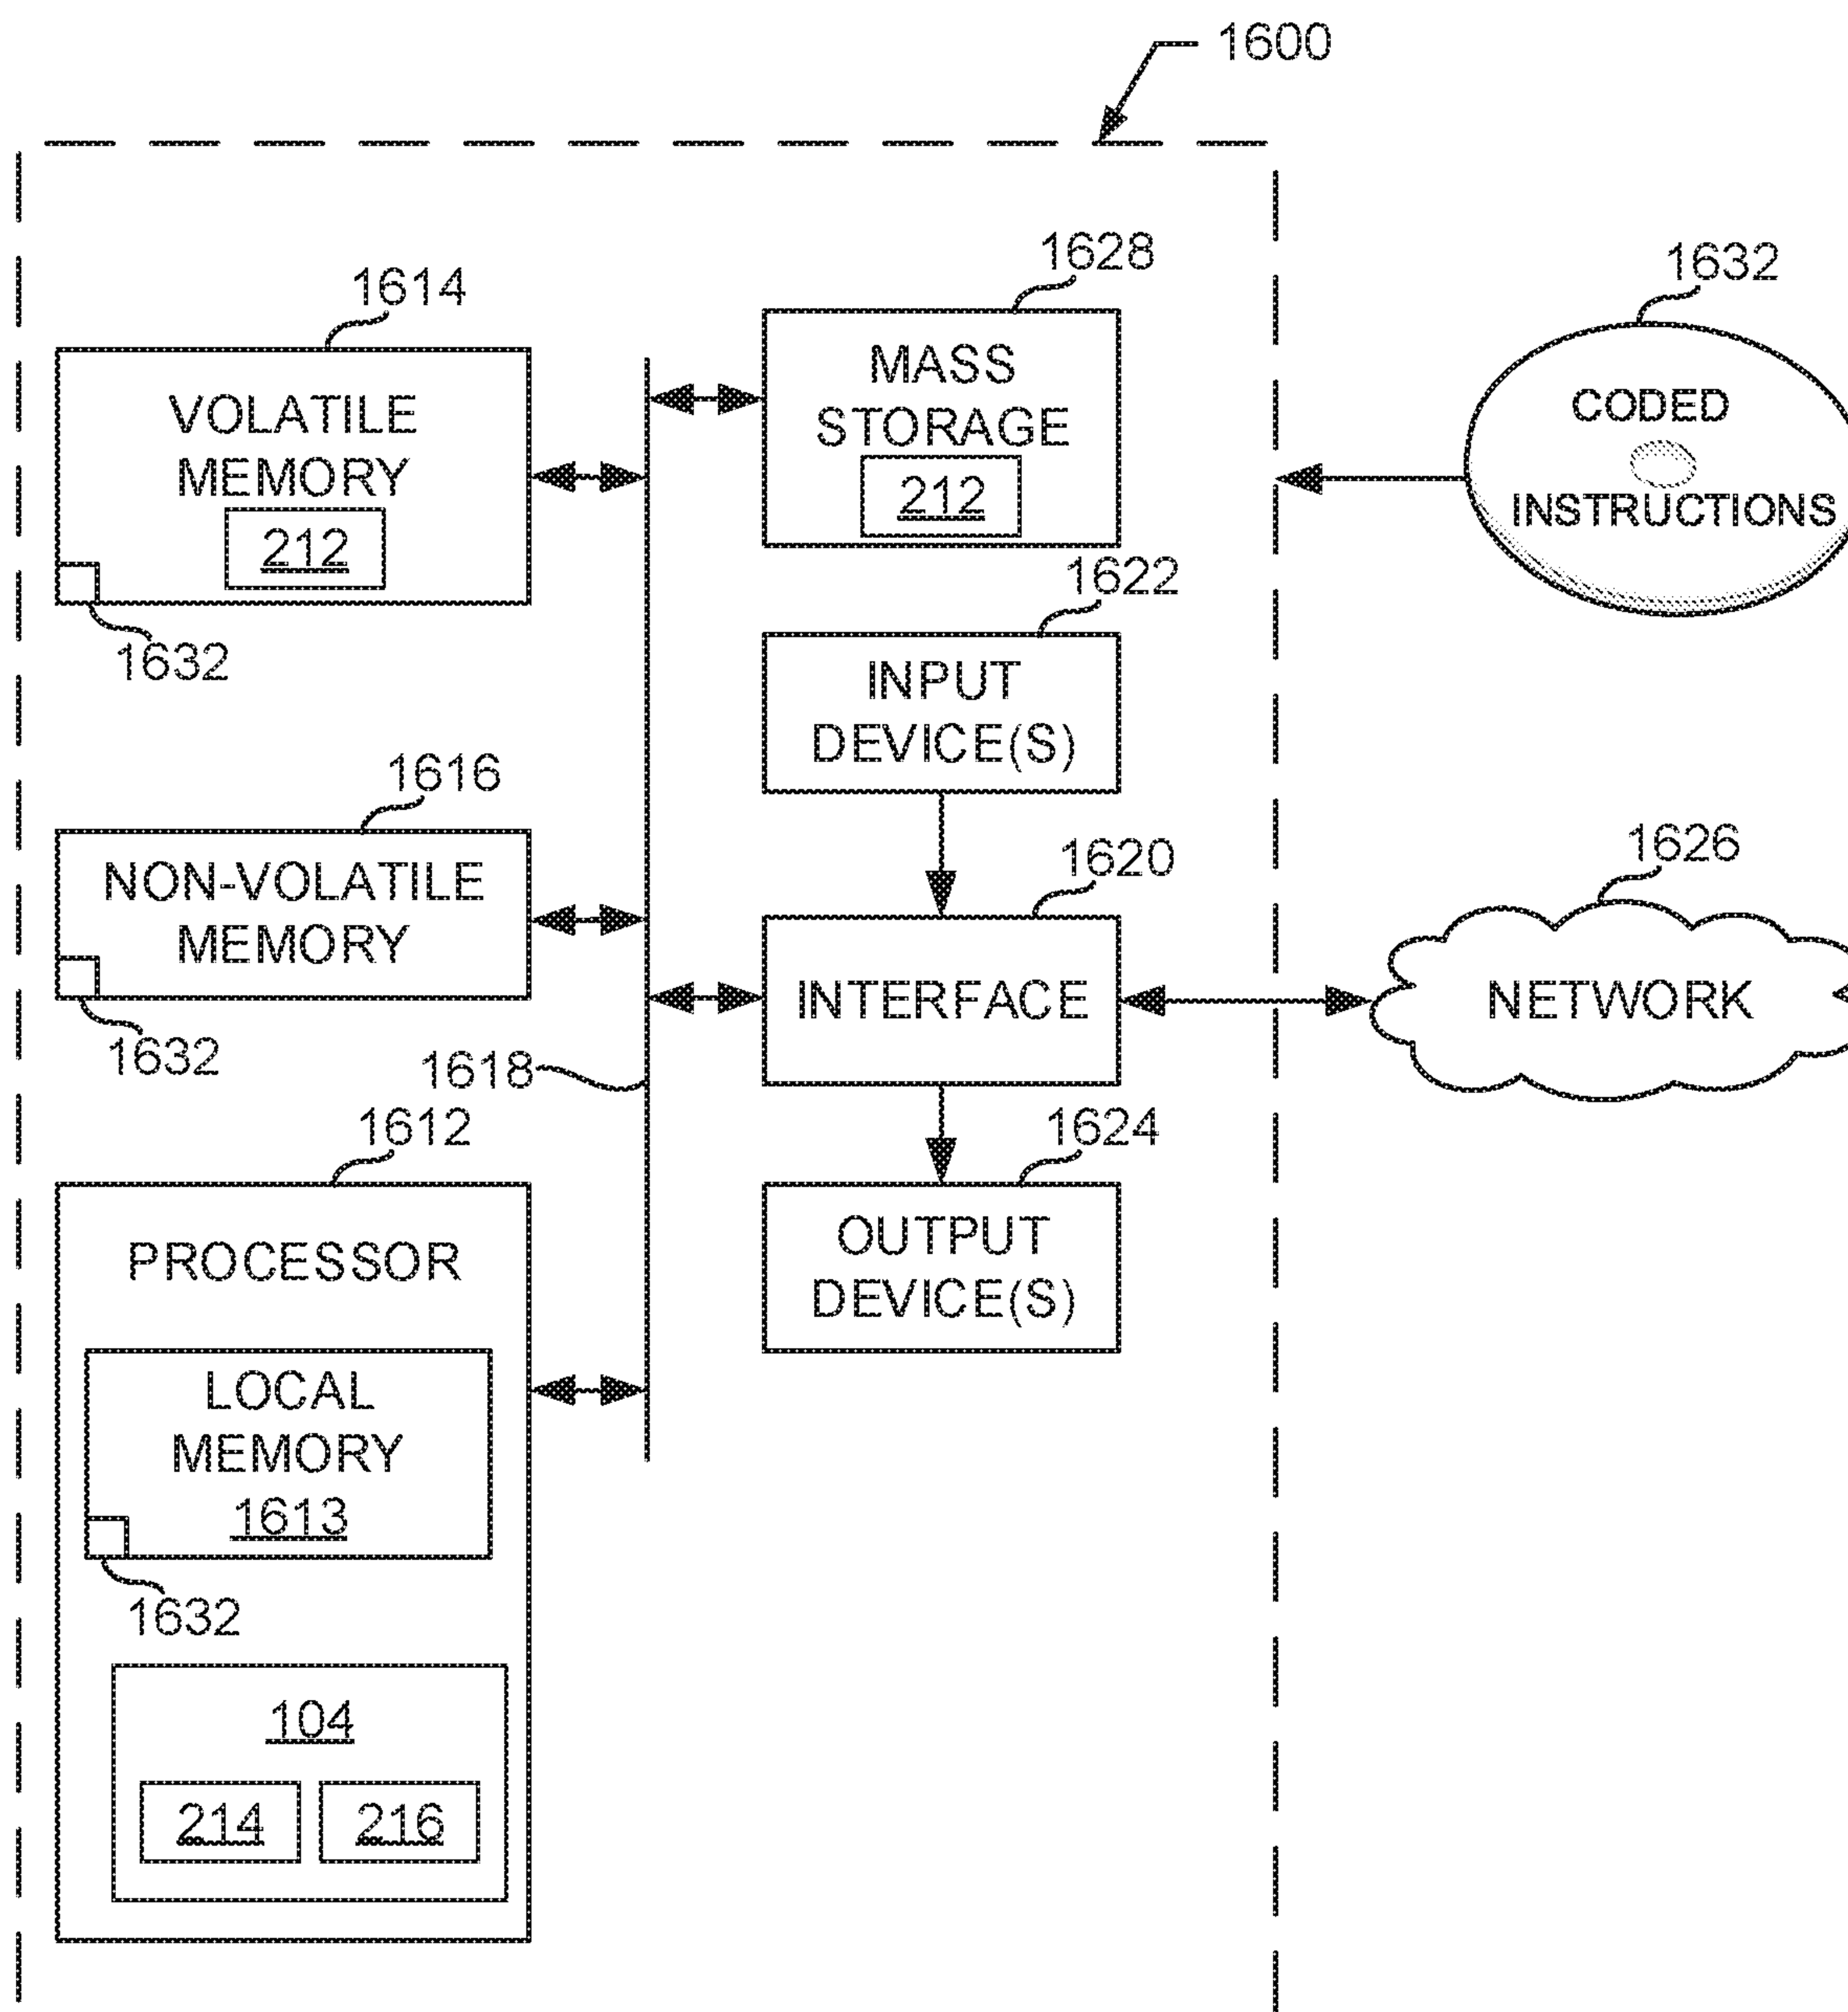 1600
1614
VOLATILE
MEMORY
212
1632
1628
MASS
STORAGE
212
1632
CODED
INSTRUCTIONS
1622
INPUT
DEVICE(S)
1616
NON-VOLATILE
MEMORY
1632
1620
INTERFACE
1626
NETWORK
1618
1612
PROCESSOR
LOCAL
MEMORY
1613
1632
104
214 216
1624
OUTPUT
DEVICE(S)